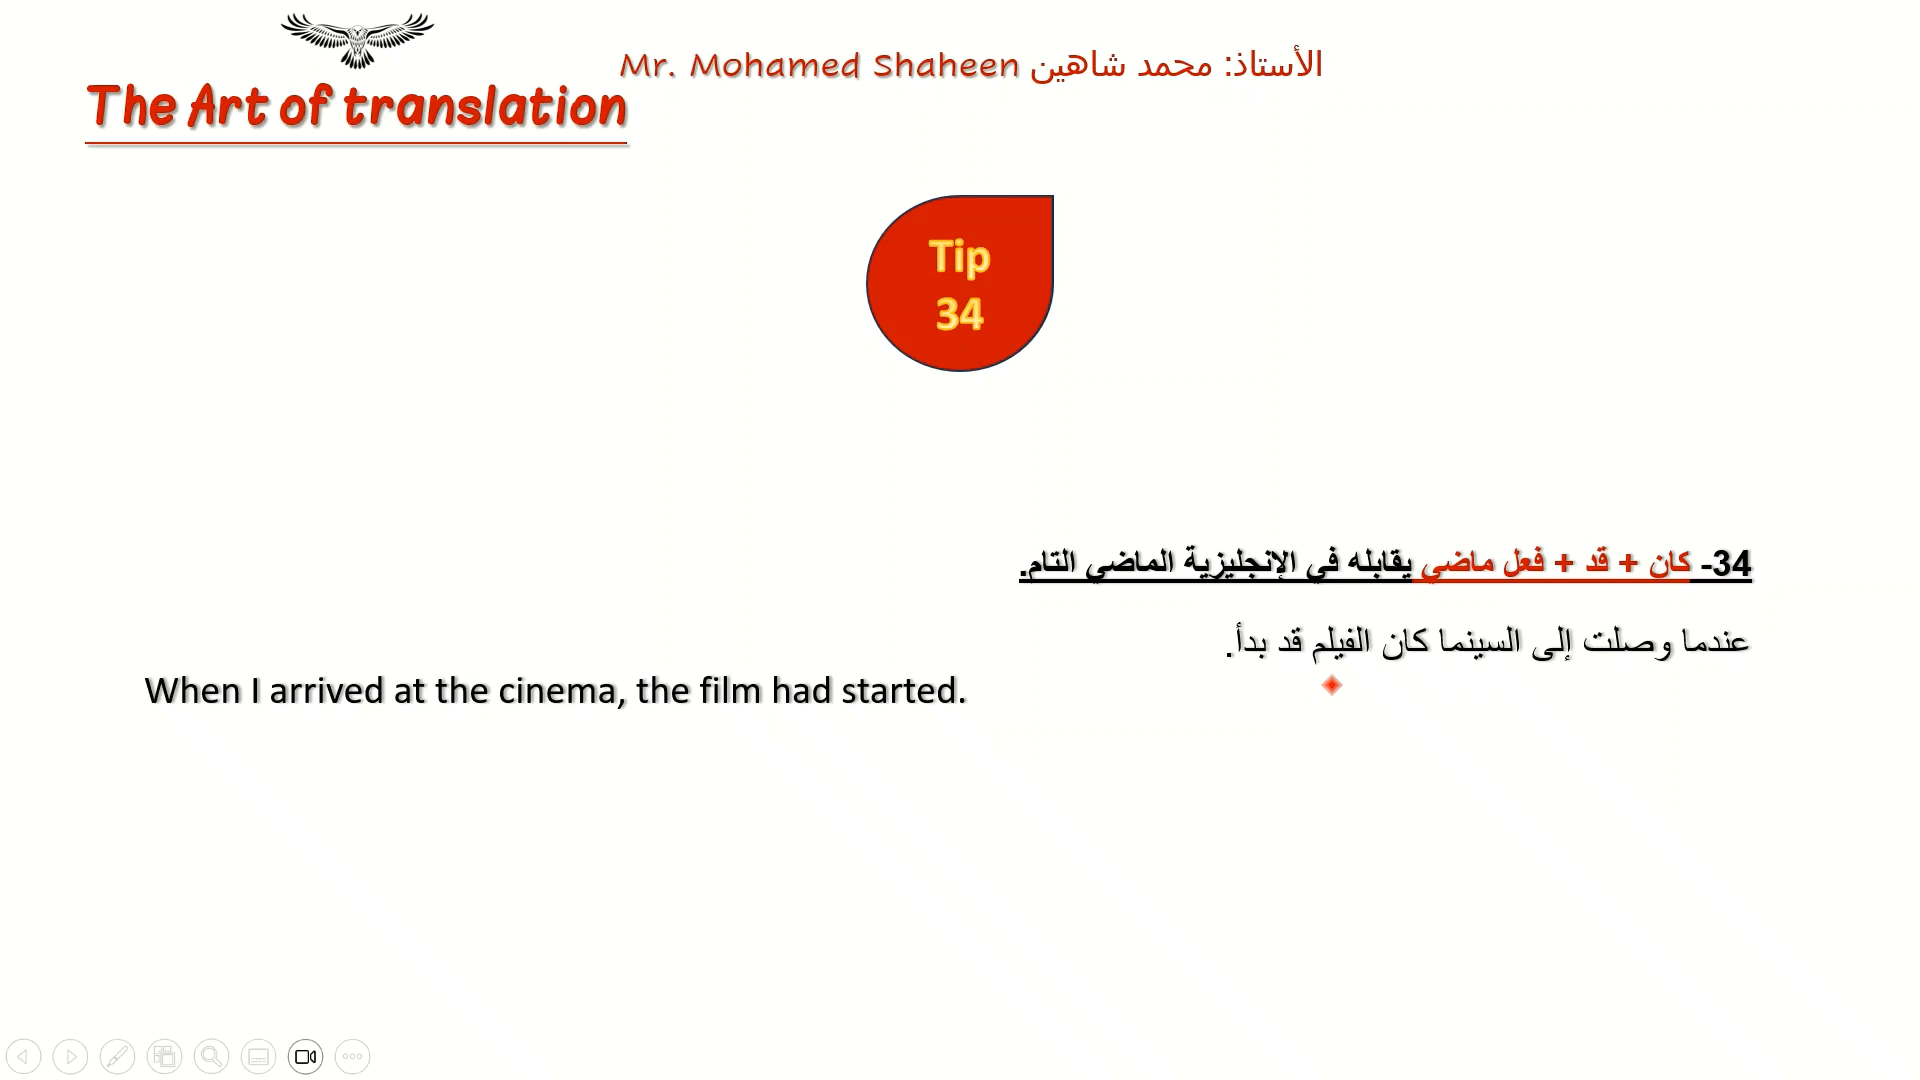 The Art of translation
Mr. Mohamed Shaheen الأستاذ: محمد شاهين
Tip
34
34- كان + قد + فعل ماضي يقابله في الإنجليزية الماضي التام.
عندما وصلت إلى السينما كان الفيلم قد بدأ.
When I arrived at the cinema, the film had started.